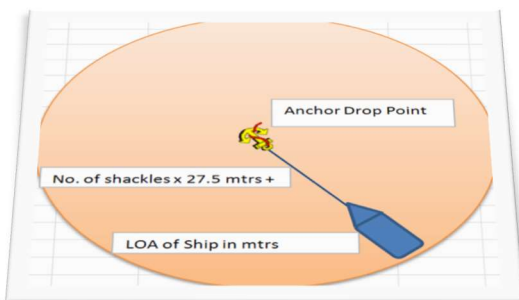 Anchor Drop Point
No. of shackles x 27.5 mtrs +
LOA of Ship in mtrs